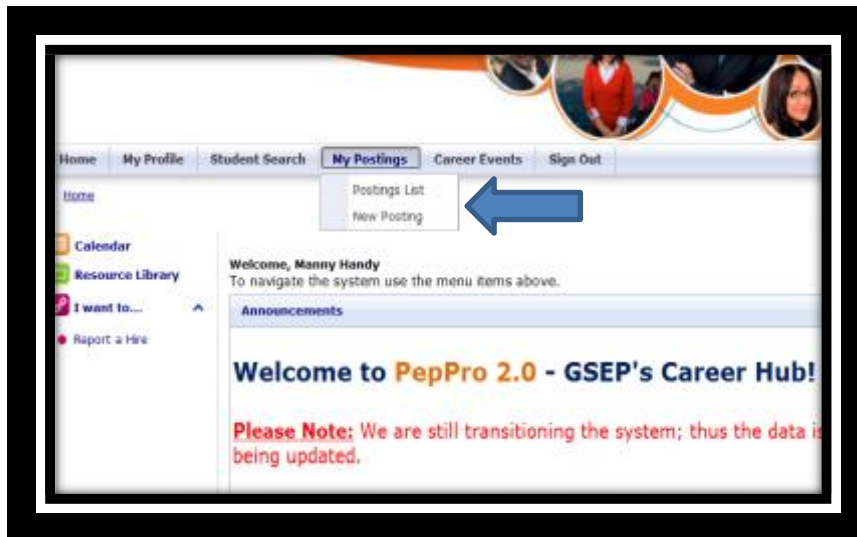 Home My Profile Student Search My Postings Career Events Sign Out
Home
Postings List
New Posting
Calendar
Resource Library
I want to...
Report a Hire
Welcome, Manny Handy
To navigate the system use the menu items above.
Announcements
Welcome to PepPro 2.0 - GSEP's Career Hub!
Please Note: We are still transitioning the system; thus the data is
being updated.